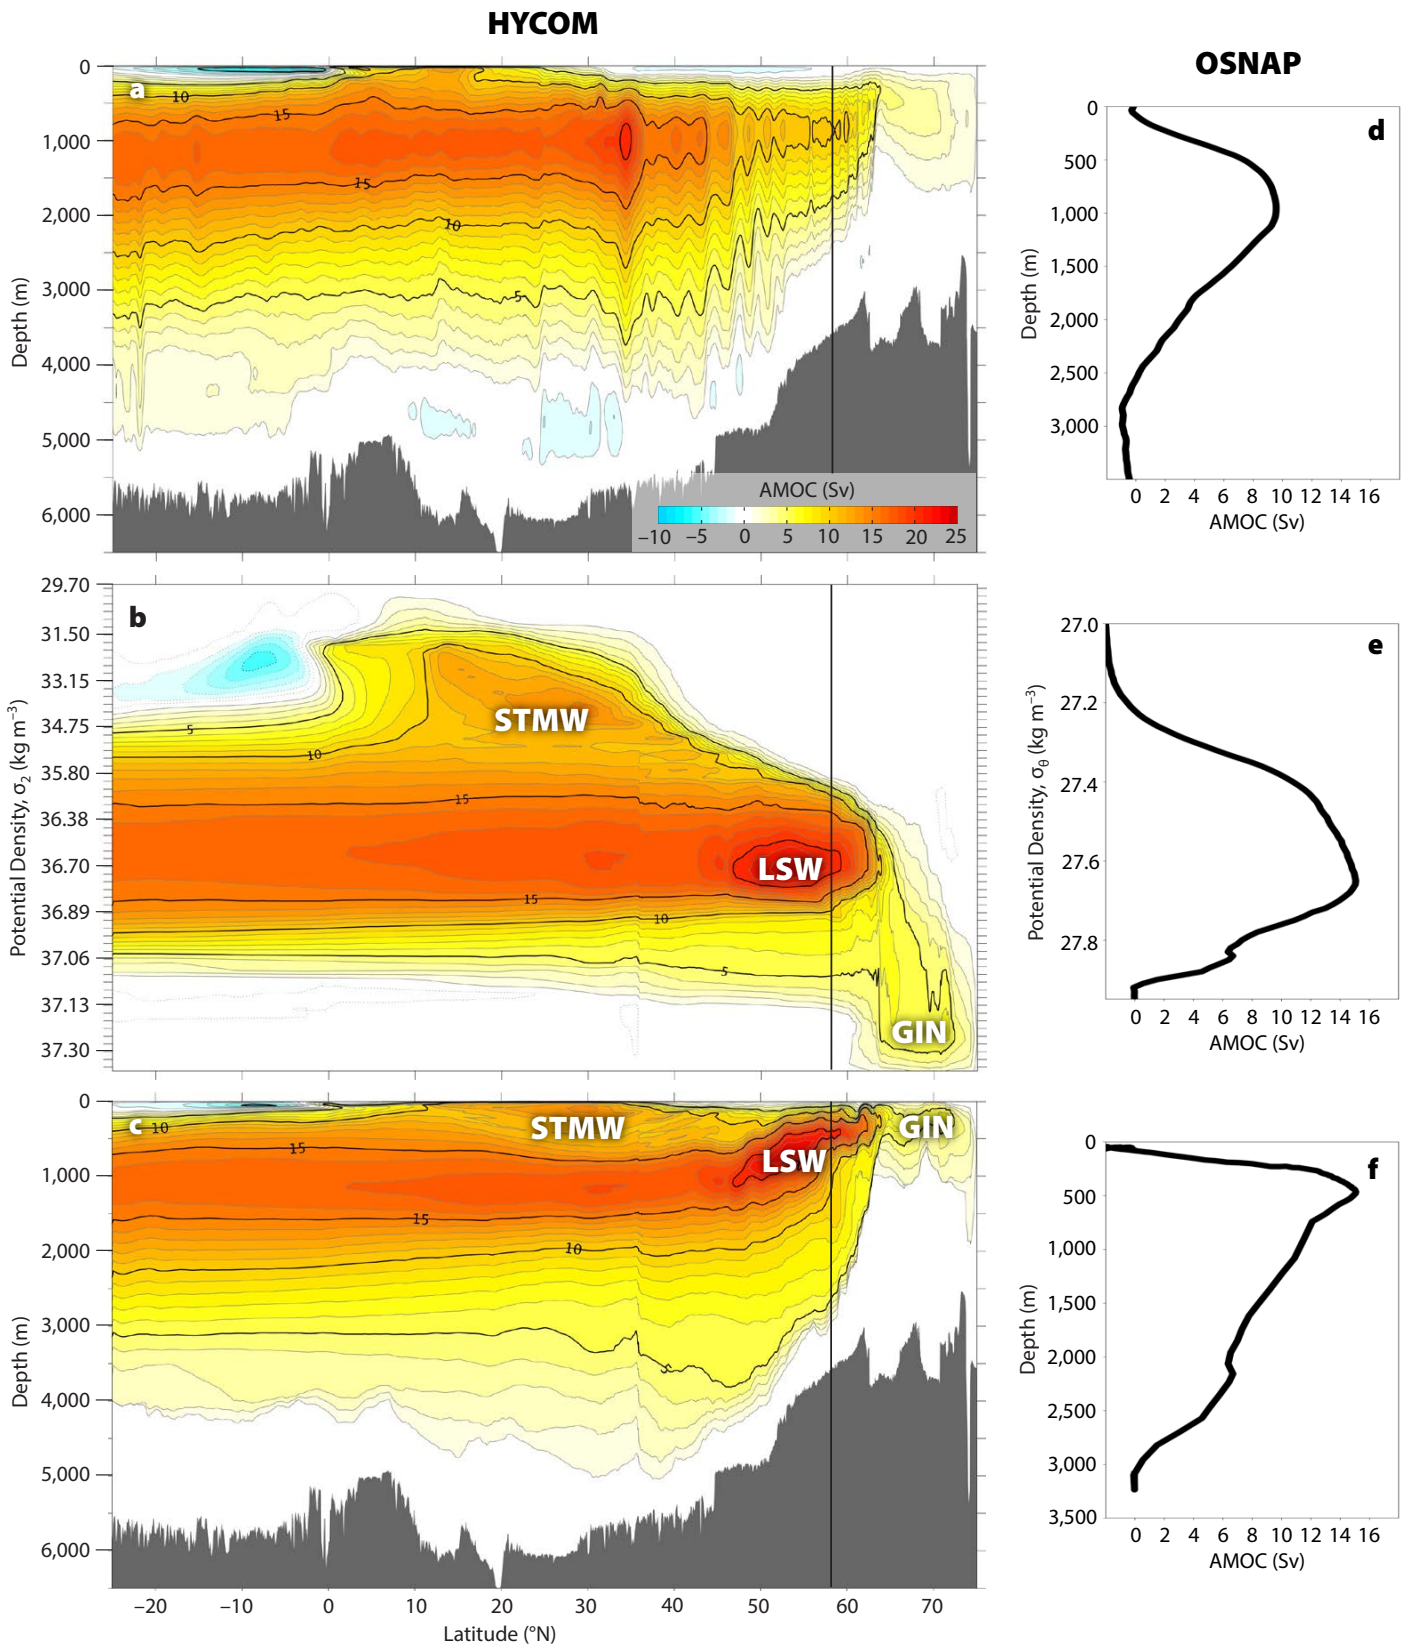 HYCOM
OSNAP
a
0
1,000
2,000
3,000
4,000
5,000
6,000
Depth (m)
10
15
15
10
5
AMOC (Sv)
−10 −5 0 5 10 15 20 25
d
0
500
1,000
1,500
2,000
2,500
3,000
Depth (m)
0 2 4 6 8 10 12 14 16
AMOC (Sv)
b
29.70
31.50
33.15
34.75
35.80
36.38
36.70
36.89
37.06
37.13
37.30
Potential Density, σ2 (kg m−3)
STMW
LSW
GIN
5
10
15
15
10
5
e
27.0
27.2
27.4
27.6
27.8
Potential Density, σθ (kg m−3)
0 2 4 6 8 10 12 14 16
AMOC (Sv)
c
0
1,000
2,000
3,000
4,000
5,000
6,000
Depth (m)
STMW
LSW
GIN
10
15
15
10
5
−20 −10 0 10 20 30 40 50 60 70
Latitude (°N)
f
0
500
1,000
1,500
2,000
2,500
3,000
3,500
Depth (m)
0 2 4 6 8 10 12 14 16
AMOC (Sv)